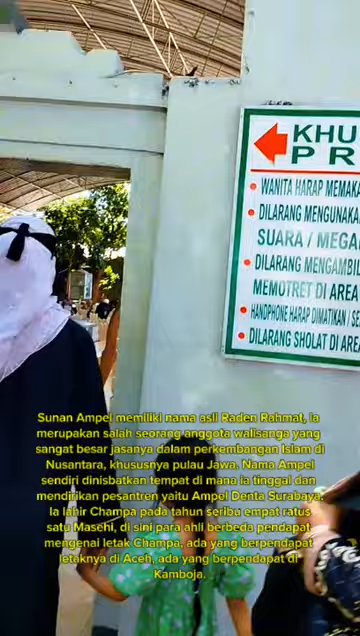 KHU
P R
WANITA HARAP MEMAKA
DILARANG MENGUNAKA
SUARA / MEGA
DILARANG MENGAMBIL
MEMOTRET DI AREA
HANDPHONE HARAP DIMATIKAN / SE
DILARANG SHOLAT DI AREA
Sunan Ampel memiliki nama asli Raden Rahmat, ia
merupakan salah seorang anggota walisanga yang
sangat besar jasanya dalam perkembangan Islam di
Nusantara, khususnya pulau Jawa. Nama Ampel
sendiri dinisbatkan tempat di mana ia tinggal dan
mendirikan pesantren yaitu Ampel Denta Surabaya.
Ia lahir Champa pada tahun seribu empat ratus
satu Masehi, di sini para ahli berbeda pendapat
mengenai letak Champa, ada yang berpendapat
letaknya di Aceh, ada yang berpendapat di
Kamboja.